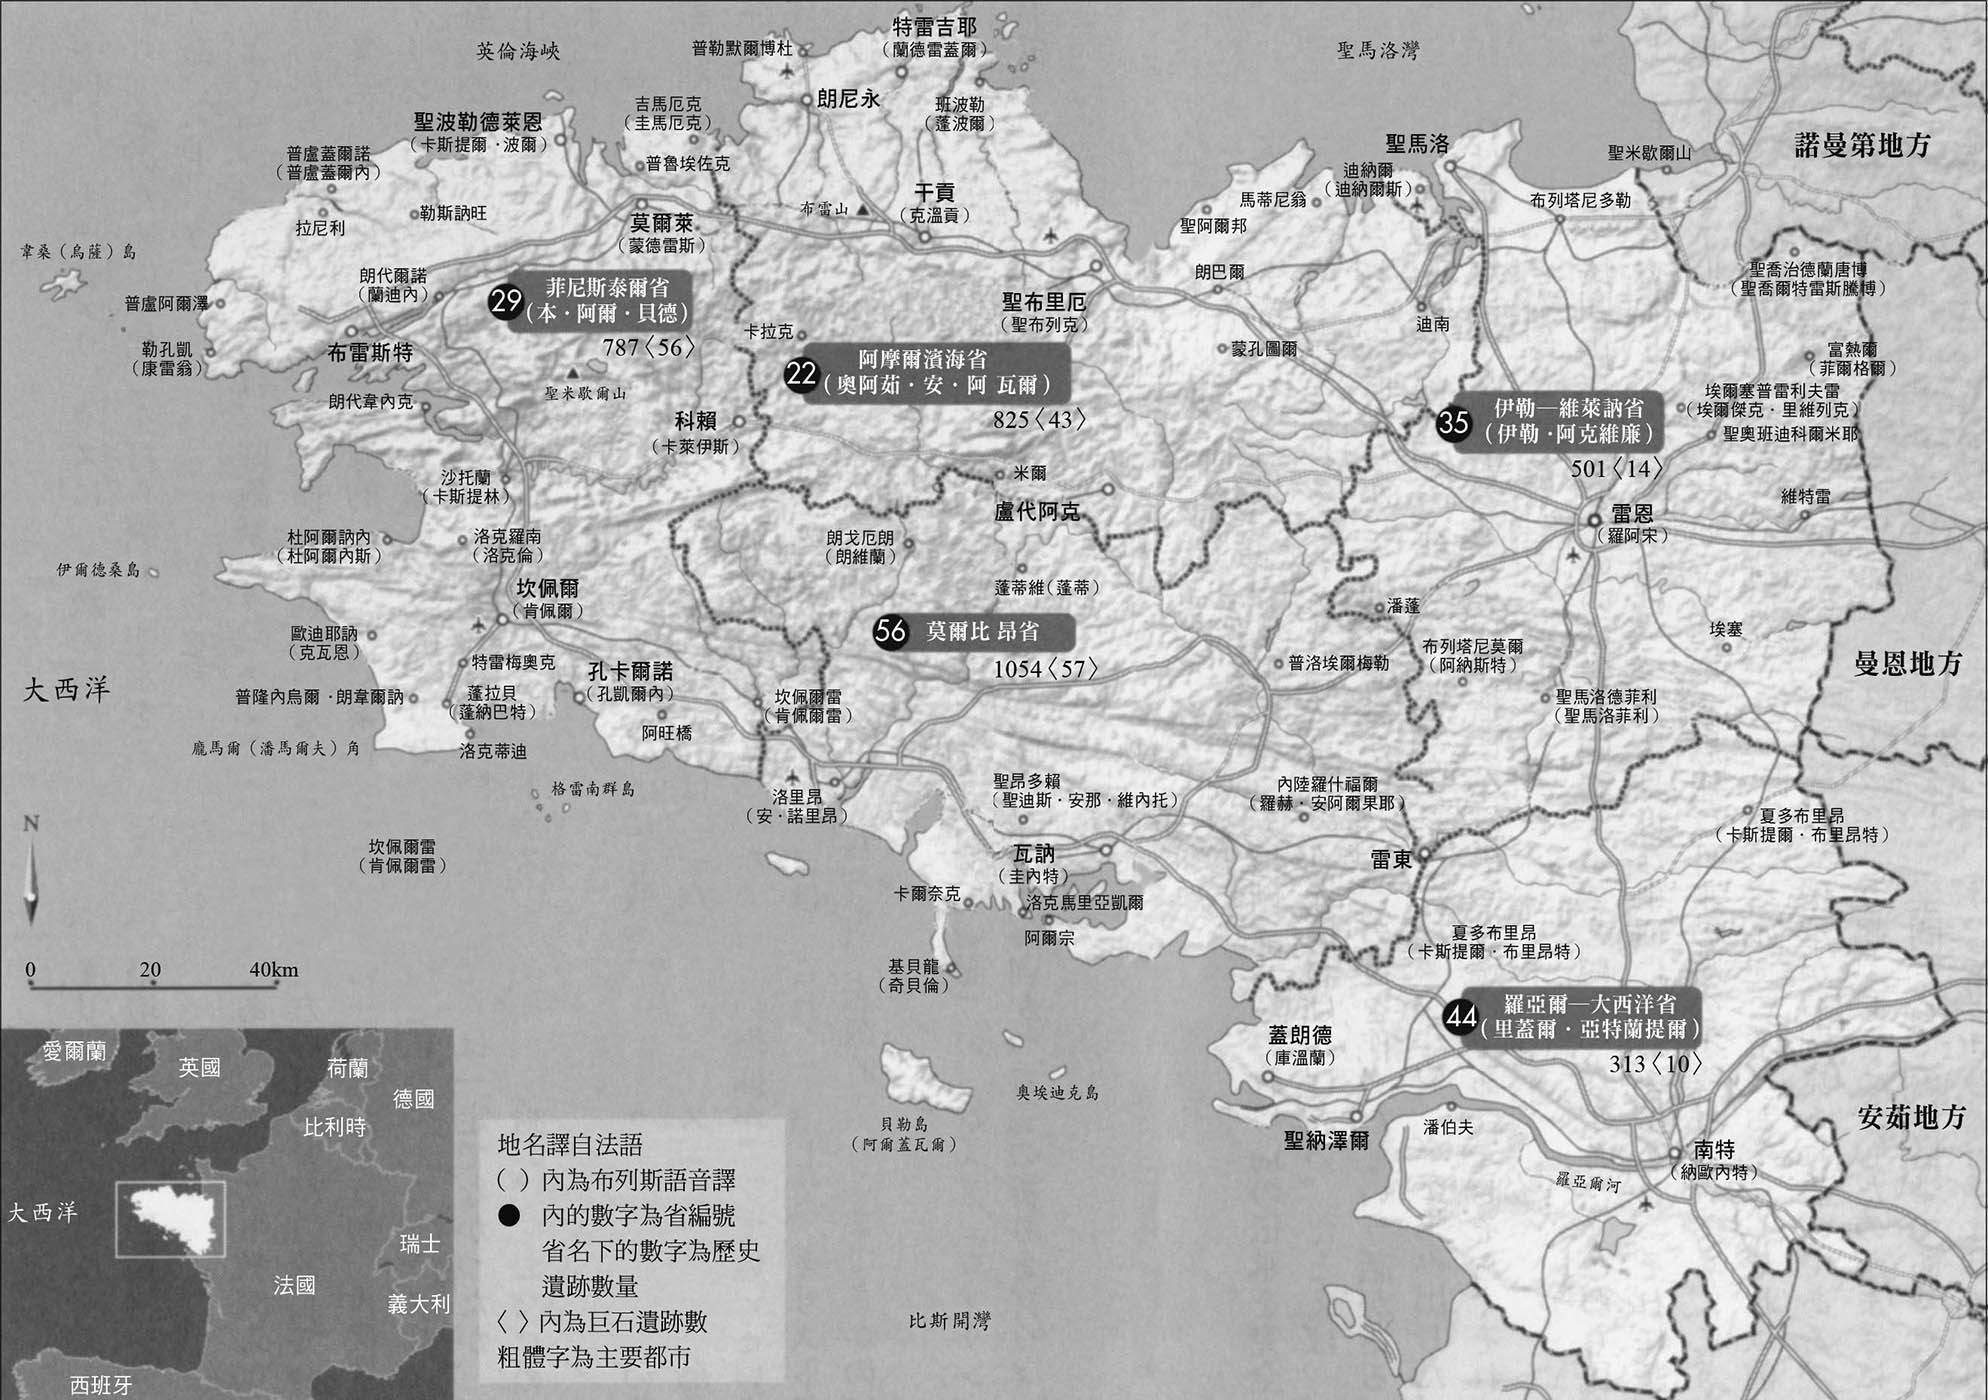 英倫海峽
聖馬洛灣
諾曼第地方
曼恩地方
安茹地方
大西洋
比斯開灣
特雷吉耶
（蘭德雷蓋爾）
普勒默爾博杜
朗尼永
班波勒
（蓬波爾）
吉馬厄克
（圭馬厄克）
聖波勒德萊恩
（卡斯提爾・波爾）
普魯埃佐克
普盧蓋爾諾
（普盧蓋爾內）
拉尼利
勒斯訥旺
莫爾萊
（蒙德雷斯）
布雷山
干貢
（克溫貢）
韋桑（烏薩）島
普盧阿爾澤
朗代爾諾
（蘭迪內）
29
菲尼斯泰爾省
（本・阿爾・貝德）
787〈56〉
勒孔凱
（康雷翁）
布雷斯特
聖米歇爾山
朗代韋內克
科賴
（卡萊伊斯）
卡拉克
聖布里厄
（聖布列克）
22
阿摩爾濱海省
（奧阿茹・安・阿 瓦爾）
825〈43〉
聖馬洛
迪納爾
（迪納爾斯）
馬蒂尼翁
聖阿爾邦
朗巴爾
迪南
蒙孔圖爾
聖米歇爾山
布列塔尼多勒
聖喬治德蘭唐博
（聖喬爾特雷斯騰博）
富熱爾
（菲爾格爾）
埃爾塞普雷利夫雷
（埃爾傑克・里維列克）
聖奧班迪科爾米耶
35
伊勒—維萊訥省
（伊勒・阿克維廉）
501〈14〉
維特雷
雷恩
（羅阿宋）
沙托蘭
（卡斯提林）
米爾
盧代阿克
杜阿爾訥內
（杜阿爾內斯）
洛克羅南
（洛克倫）
朗戈厄朗
（朗維蘭）
蓬蒂維（蓬蒂）
伊爾德桑島
坎佩爾
（肯佩爾）
56
莫爾比 昂省
1054〈57〉
潘蓬
埃塞
歐迪耶訥
（克瓦恩）
特雷梅奧克
孔卡爾諾
（孔凱爾內）
普洛埃爾梅勒
布列塔尼莫爾
（阿納斯特）
聖馬洛德菲利
（聖馬洛菲利）
普隆內烏爾・朗韋爾訥
蓬拉貝
（蓬納巴特）
坎佩爾雷
（肯佩爾雷）
阿旺橋
龐馬爾（潘馬爾夫）角
洛克蒂迪
格雷南群島
洛里昂
（安・諾里昂）
聖昂多賴
（聖迪斯・安那・維內托）
內陸羅什福爾
（羅赫・安阿爾果耶）
夏多布里昂
（卡斯提爾・布里昂特）
坎佩爾雷
（肯佩爾雷）
瓦訥
（圭內特）
雷東
卡爾奈克
洛克馬里亞凱爾
阿爾宗
夏多布里昂
（卡斯提爾・布里昂特）
基貝龍
（奇貝倫）
44
羅亞爾—大西洋省
（里蓋爾・亞特蘭提爾）
313〈10〉
蓋朗德
（庫溫蘭）
奧埃迪克島
貝勒島
（阿爾蓋瓦爾）
聖納澤爾
潘伯夫
南特
（納歐內特）
羅亞爾河
N
0 20 40km
愛爾蘭
英國
荷蘭
德國
比利時
大西洋
瑞士
法國
義大利
西班牙
地名譯自法語
（ ）內為布列斯語音譯
● 內的數字為省編號
省名下的數字為歷史
遺跡數量
〈 〉內為巨石遺跡數
粗體字為主要都市